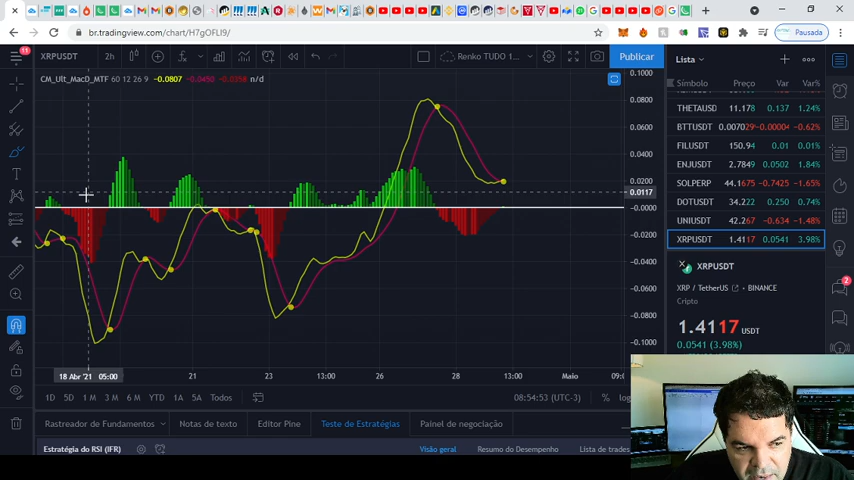 Pausada
br.tradingview.com/chart/H7gOFLI9/
11
XRPUSDT
2h
Renko TUDO 1...
Publicar
Lista
CM_Ult_MacD_MTF 60 12 26 9 -0.0807 -0.0450 -0.0358 n/d
Símbolo Preço Var Var%
THETAUSD 11.178 0.137 1.24%
BTTUSDT 0.007029 -0.00004 -0.62%
FILUSDT 150.94 0.01 0.01%
ENJUSDT 2.7849 0.0502 1.84%
SOLPERP 44.1675 -0.7425 -1.65%
DOTUSDT 34.222 0.250 0.74%
UNIUSDT 42.267 -0.634 -1.48%
XRPUSDT 1.4117 0.0541 3.98%
0.1000
0.0800
0.0600
0.0400
0.0200
0.0117
-0.0000
-0.0200
-0.0400
-0.0600
-0.0800
-0.1000
XRPUSDT
XRP / TetherUS BINANCE
Cripto
1.4117 USDT
0.0541 (3.98%)
2
18 Abr '21 05:00 21 23 13:00 26 28 13:00 Maio 09:0
1D 5D 1M 3M 6M YTD 1A 5A Todos
08:54:53 (UTC-3) % log
Rastreador de Fundamentos Notas de texto Editor Pine Teste de Estratégias Painel de negociação
Estratégia do RSI (IFR) Visão geral Resumo do Desempenho Lista de trades